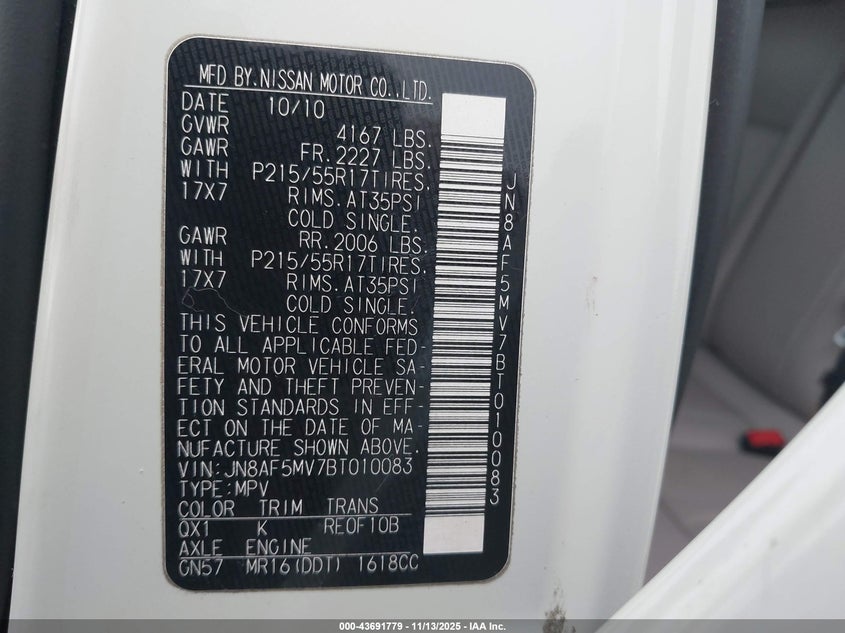 MFD BY.NISSAN MOTOR CO.,LTD.
DATE 10/10
GVWR 4167 LBS.
GAWR FR.2227 LBS.
WITH P215/55R17TIRES.
17X7 RIMS.AT35PSI
COLD SINGLE.
GAWR RR.2006 LBS.
WITH P215/55R17TIRES.
17X7 RIMS.AT35PSI
COLD SINGLE.
THIS VEHICLE CONFORMS
TO ALL APPLICABLE FED-
ERAL MOTOR VEHICLE SA-
FETY AND THEFT PREVEN-
TION STANDARDS IN EFF-
ECT ON THE DATE OF MA-
NUFACTURE SHOWN ABOVE.
VIN:JN8AF5MV7BT010083
TYPE:MPV
COLOR TRIM TRANS
QX1 K RE0F10B
AXLE ENGINE
GN57 MR16(DDT) 1618CC
JN8AF5MV7BT010083
000-43691779 - 11/13/2025 - IAA Inc.